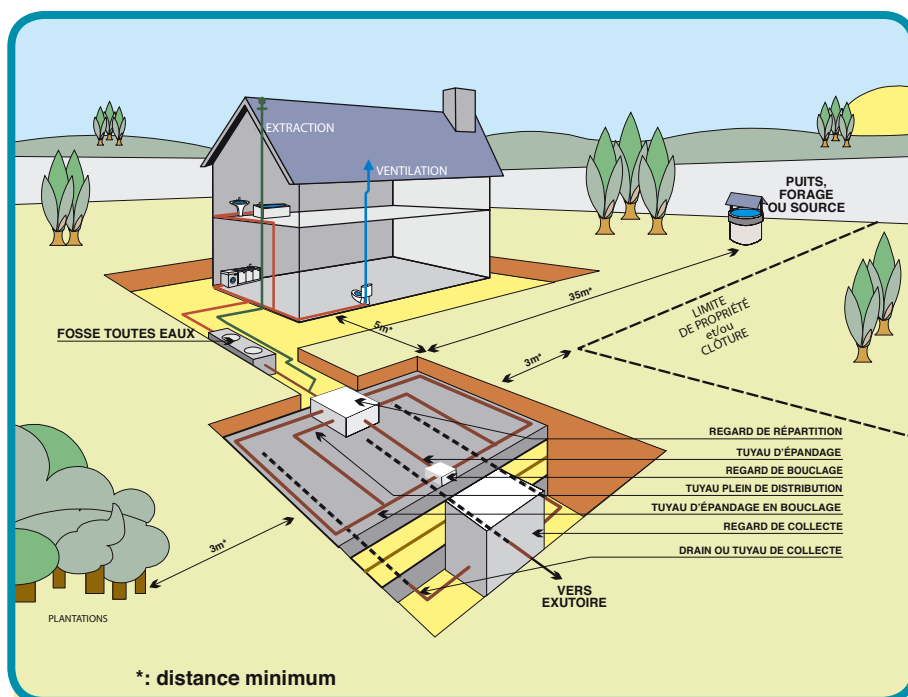 EXTRACTION
VENTILATION
PUITS,
FORAGE
OU SOURCE
35m*
5m*
LIMITE
DE PROPRIÉTÉ
et/ou
CLÔTURE
FOSSE TOUTES EAUX
3m*
REGARD DE RÉPARTITION
TUYAU D'ÉPANDAGE
REGARD DE BOUCLAGE
TUYAU PLEIN DE DISTRIBUTION
TUYAU D'ÉPANDAGE EN BOUCLAGE
REGARD DE COLLECTE
DRAIN OU TUYAU DE COLLECTE
3m*
VERS
EXUTOIRE
PLANTATIONS
*: distance minimum